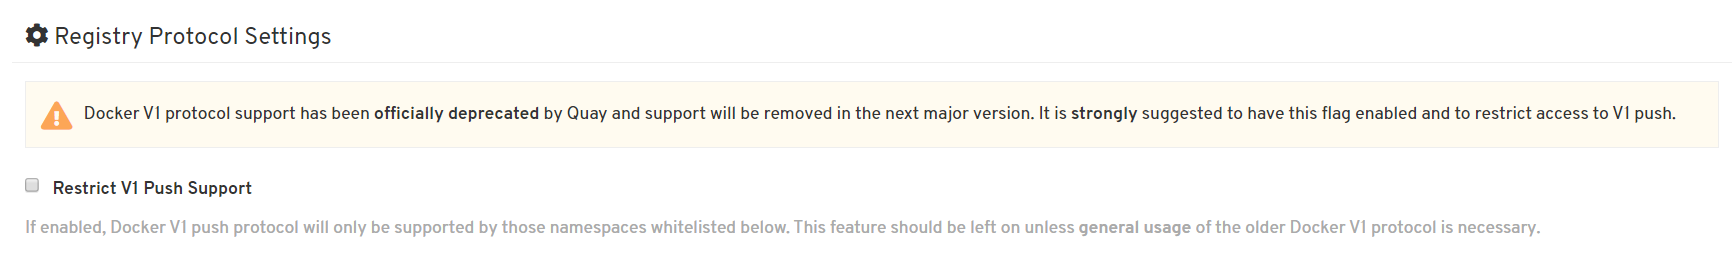 Registry Protocol Settings
Docker V1 protocol support has been officially deprecated by Quay and support will be removed in the next major version. It is strongly suggested to have this flag enabled and to restrict access to V1 push.
Restrict V1 Push Support
If enabled, Docker V1 push protocol will only be supported by those namespaces whitelisted below. This feature should be left on unless general usage of the older Docker V1 protocol is necessary.